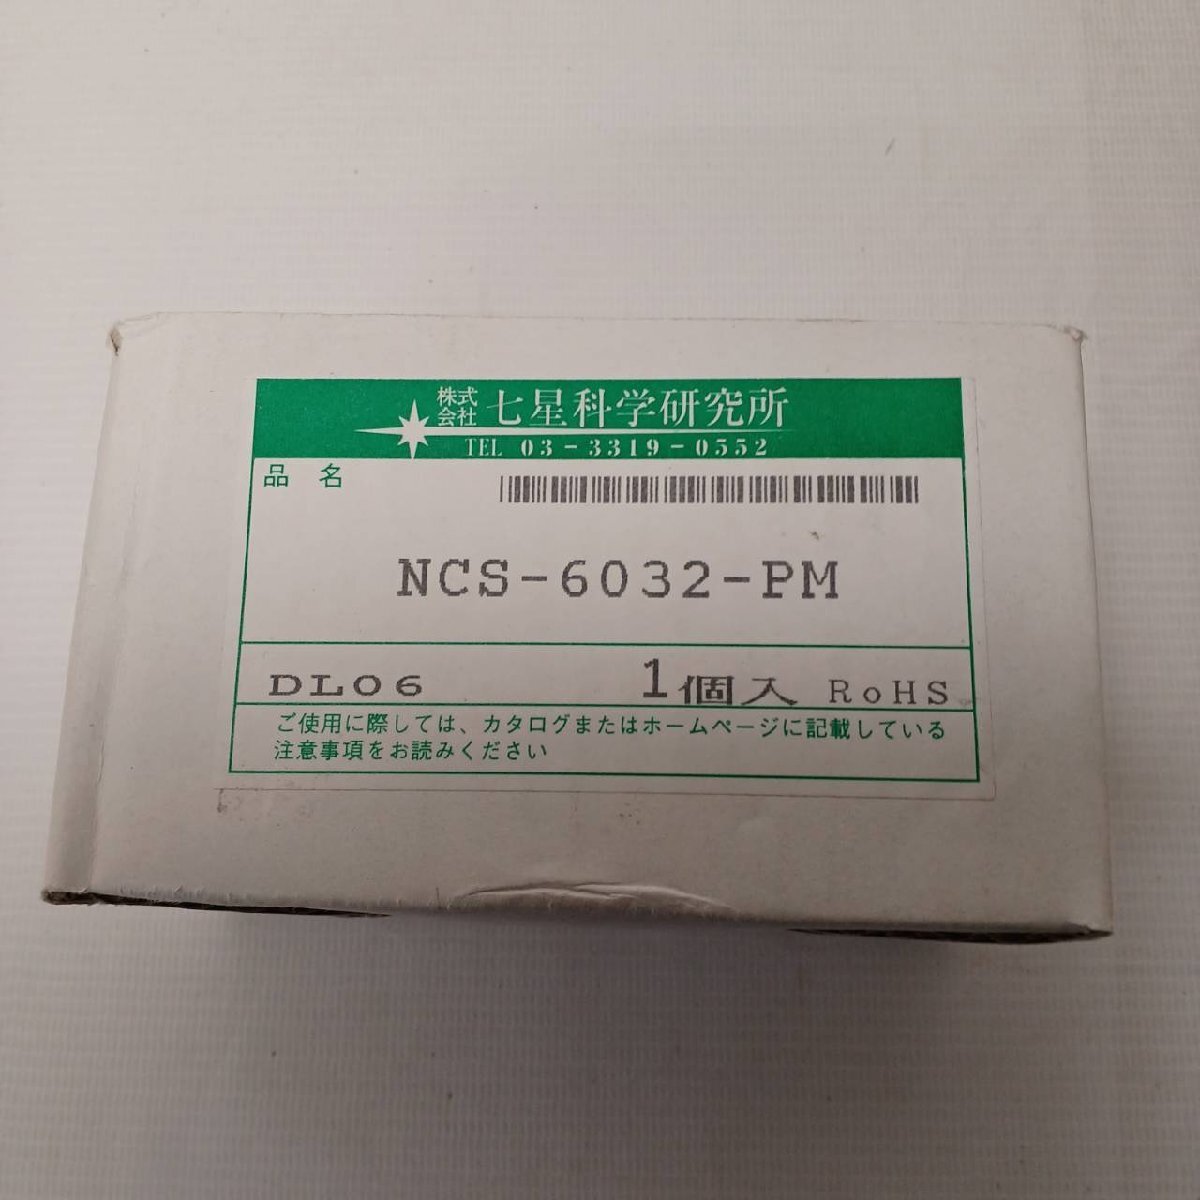 株式会社 七星科学研究所
TEL 03-3319-0552
品 名
NCS-6032-PM
DL06 1個入 RoHS
ご使用に際しては、カタログまたはホームページに記載している
注意事項をお読みください